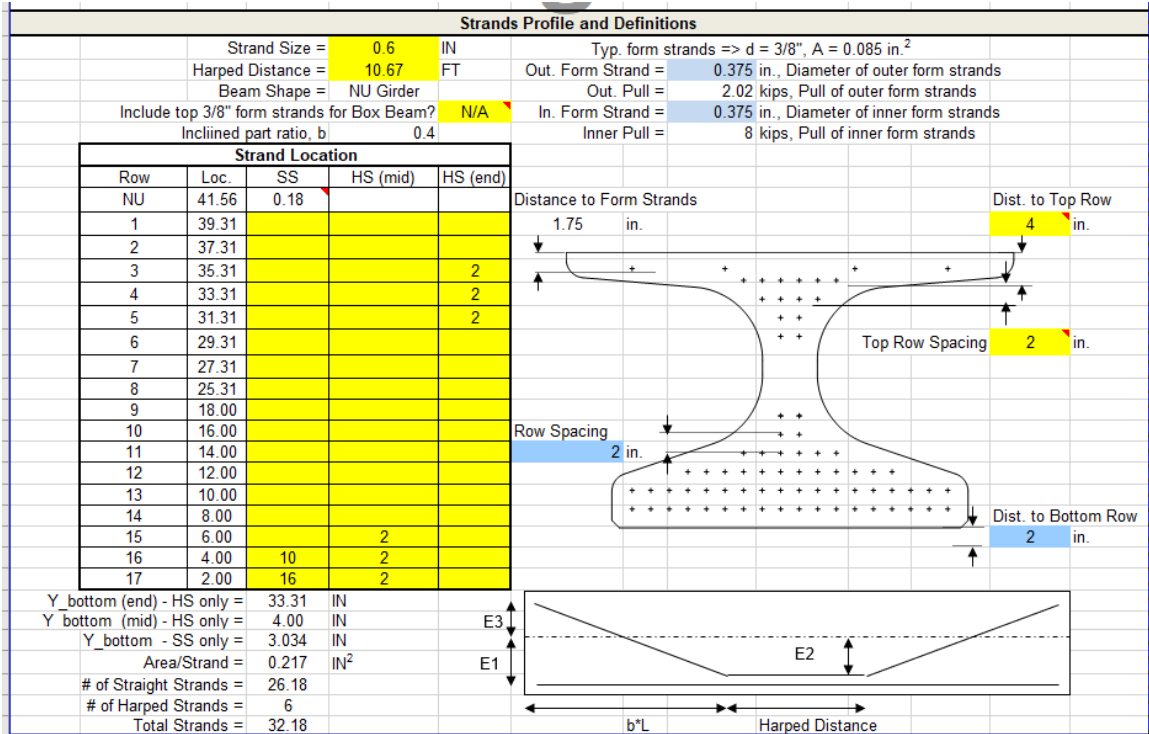 Strands Profile and Definitions
Strand Size = 0.6 IN Typ. form strands => d = 3/8", A = 0.085 in.2
Harped Distance = 10.67 FT Out. Form Strand = 0.375 in., Diameter of outer form strands
Beam Shape = NU Girder Out. Pull = 2.02 kips, Pull of outer form strands
Include top 3/8" form strands for Box Beam? N/A In. Form Strand = 0.375 in., Diameter of inner form strands
Incliined part ratio, b 0.4 Inner Pull = 8 kips, Pull of inner form strands
Strand Location
Row Loc. SS HS (mid) HS (end)
NU 41.56 0.18 Distance to Form Strands Dist. to Top Row
1 39.31 1.75 in. 4 in.
2 37.31
3 35.31 2
4 33.31 2
5 31.31 2
6 29.31 Top Row Spacing 2 in.
7 27.31
8 25.31
9 18.00
10 16.00 Row Spacing
11 14.00 2 in.
12 12.00
13 10.00
14 8.00 Dist. to Bottom Row
15 6.00 2 2 in.
16 4.00 10 2
17 2.00 16 2
Y_bottom (end) - HS only = 33.31 IN
Y_bottom (mid) - HS only = 4.00 IN E3
Y_bottom - SS only = 3.034 IN E2
Area/Strand = 0.217 IN2 E1
# of Straight Strands = 26.18
# of Harped Strands = 6
Total Strands = 32.18 b*L Harped Distance